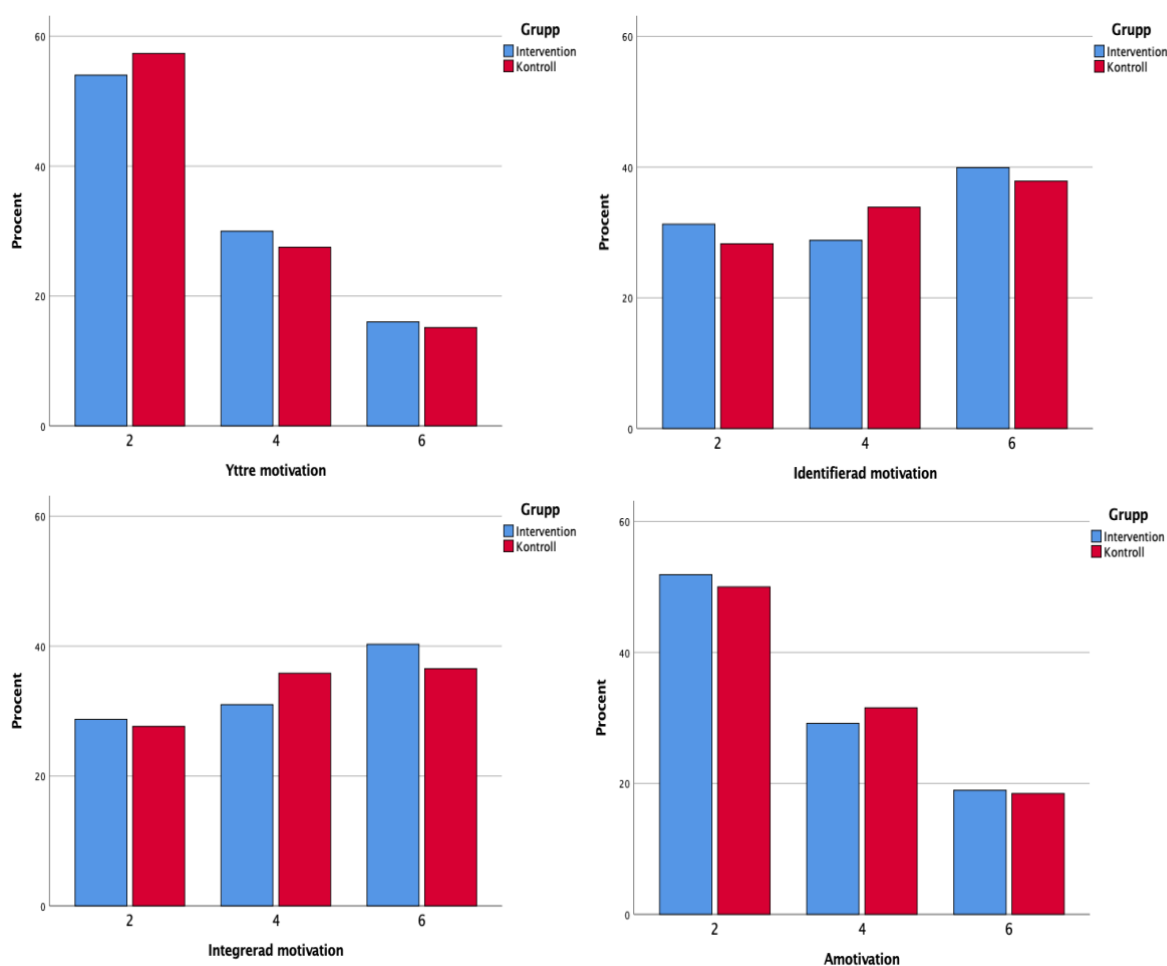 Grupp
Intervention
Kontroll
60
40
20
0
Procent
2 4 6
Yttre motivation
Grupp
Intervention
Kontroll
60
40
20
0
Procent
2 4 6
Identifierad motivation
Grupp
Intervention
Kontroll
60
40
20
0
Procent
2 4 6
Integrerad motivation
Grupp
Intervention
Kontroll
60
40
20
0
Procent
2 4 6
Amotivation